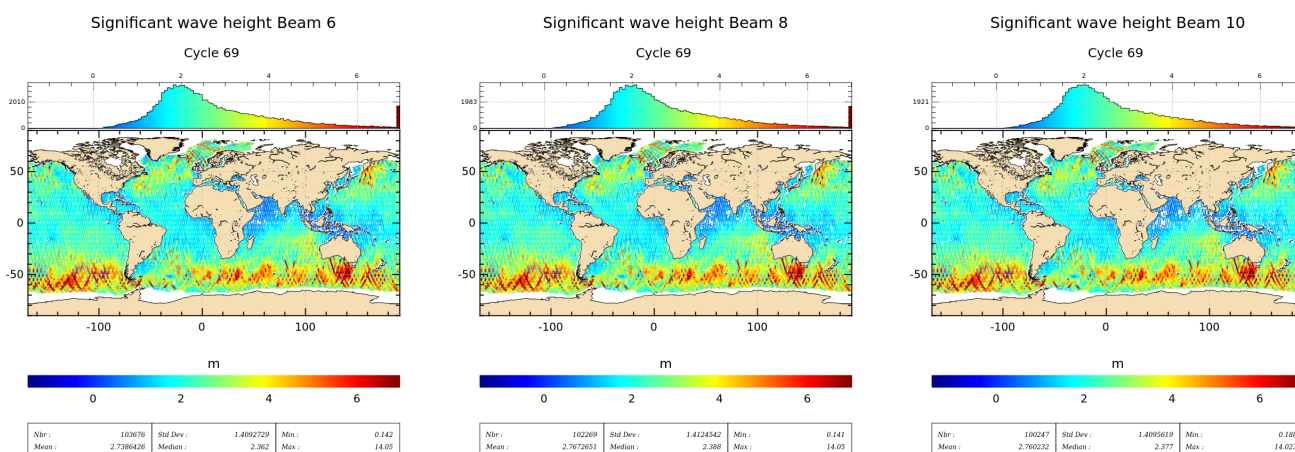 Significant wave height Beam 6
Cycle 69
0 2 4 6
2010
0
50
0
-50
-100 0 100
m
0 2 4 6
Nbr : 103676 Std Dev : 1.4092729 Min : 0.142
Mean : 2.7386426 Median : 2.362 Max : 14.05
Significant wave height Beam 8
Cycle 69
0 2 4 6
1983
0
50
0
-50
-100 0 100
m
0 2 4 6
Nbr : 102269 Std Dev : 1.4124542 Min : 0.141
Mean : 2.7672651 Median : 2.388 Max : 14.05
Significant wave height Beam 10
Cycle 69
0 2 4 6
1921
0
50
0
-50
-100 0 100
m
0 2 4 6
Nbr : 100247 Std Dev : 1.4095619 Min :
Mean : 2.760232 Median : 2.377 Max :